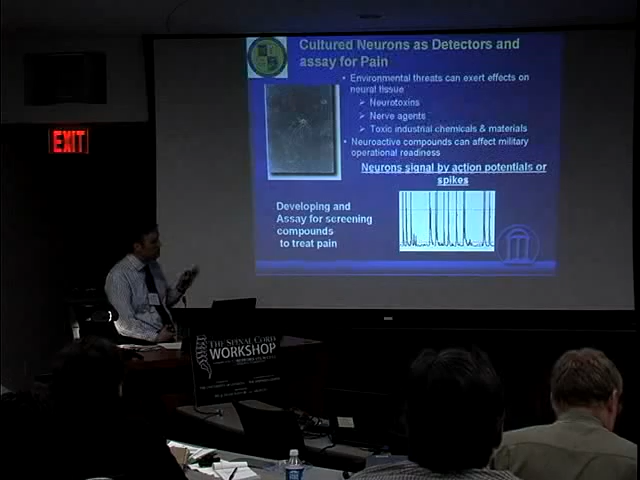 Cultured Neurons as Detectors and
assay for Pain
• Environmental threats can exert effects on
neural tissue
➢ Neurotoxins
➢ Nerve agents
➢ Toxic industrial chemicals & materials
• Neuroactive compounds can affect military
operational readiness
Neurons signal by action potentials or
spikes
Developing and
Assay for screening
compounds
to treat pain
EXIT
THE SPINAL CORD
WORKSHOP